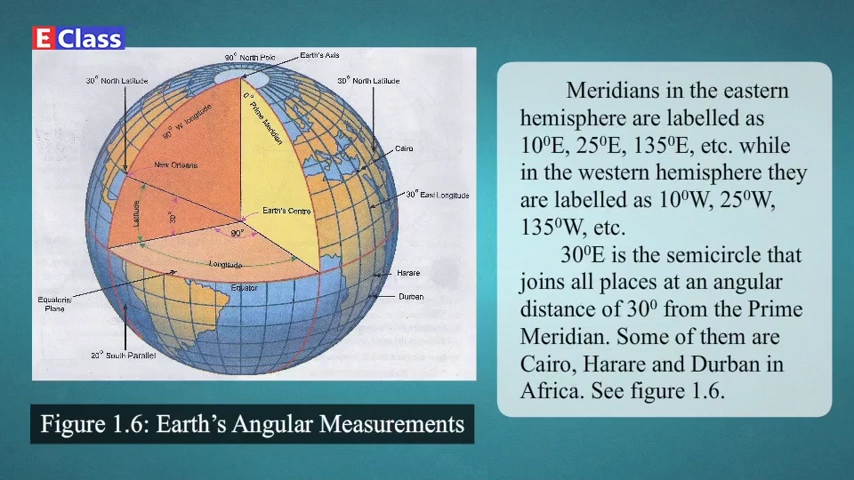 E Class
90° North Polo
Earth's Axis
30° North Latitude
30° North Latitude
90° W longitude
0° Prime Meridian
Cairo
New Orleans
30° East Longitude
Latitude
30°
Earth's Centre
90°
Longitude
Harare
Equator
Durban
Equatorial
Plane
20° South Parallel
Figure 1.6: Earth's Angular Measurements
Meridians in the eastern
hemisphere are labelled as
10⁰E, 25⁰E, 135⁰E, etc. while
in the western hemisphere they
are labelled as 10⁰W, 25⁰W,
135⁰W, etc.
30⁰E is the semicircle that
joins all places at an angular
distance of 30⁰ from the Prime
Meridian. Some of them are
Cairo, Harare and Durban in
Africa. See figure 1.6.